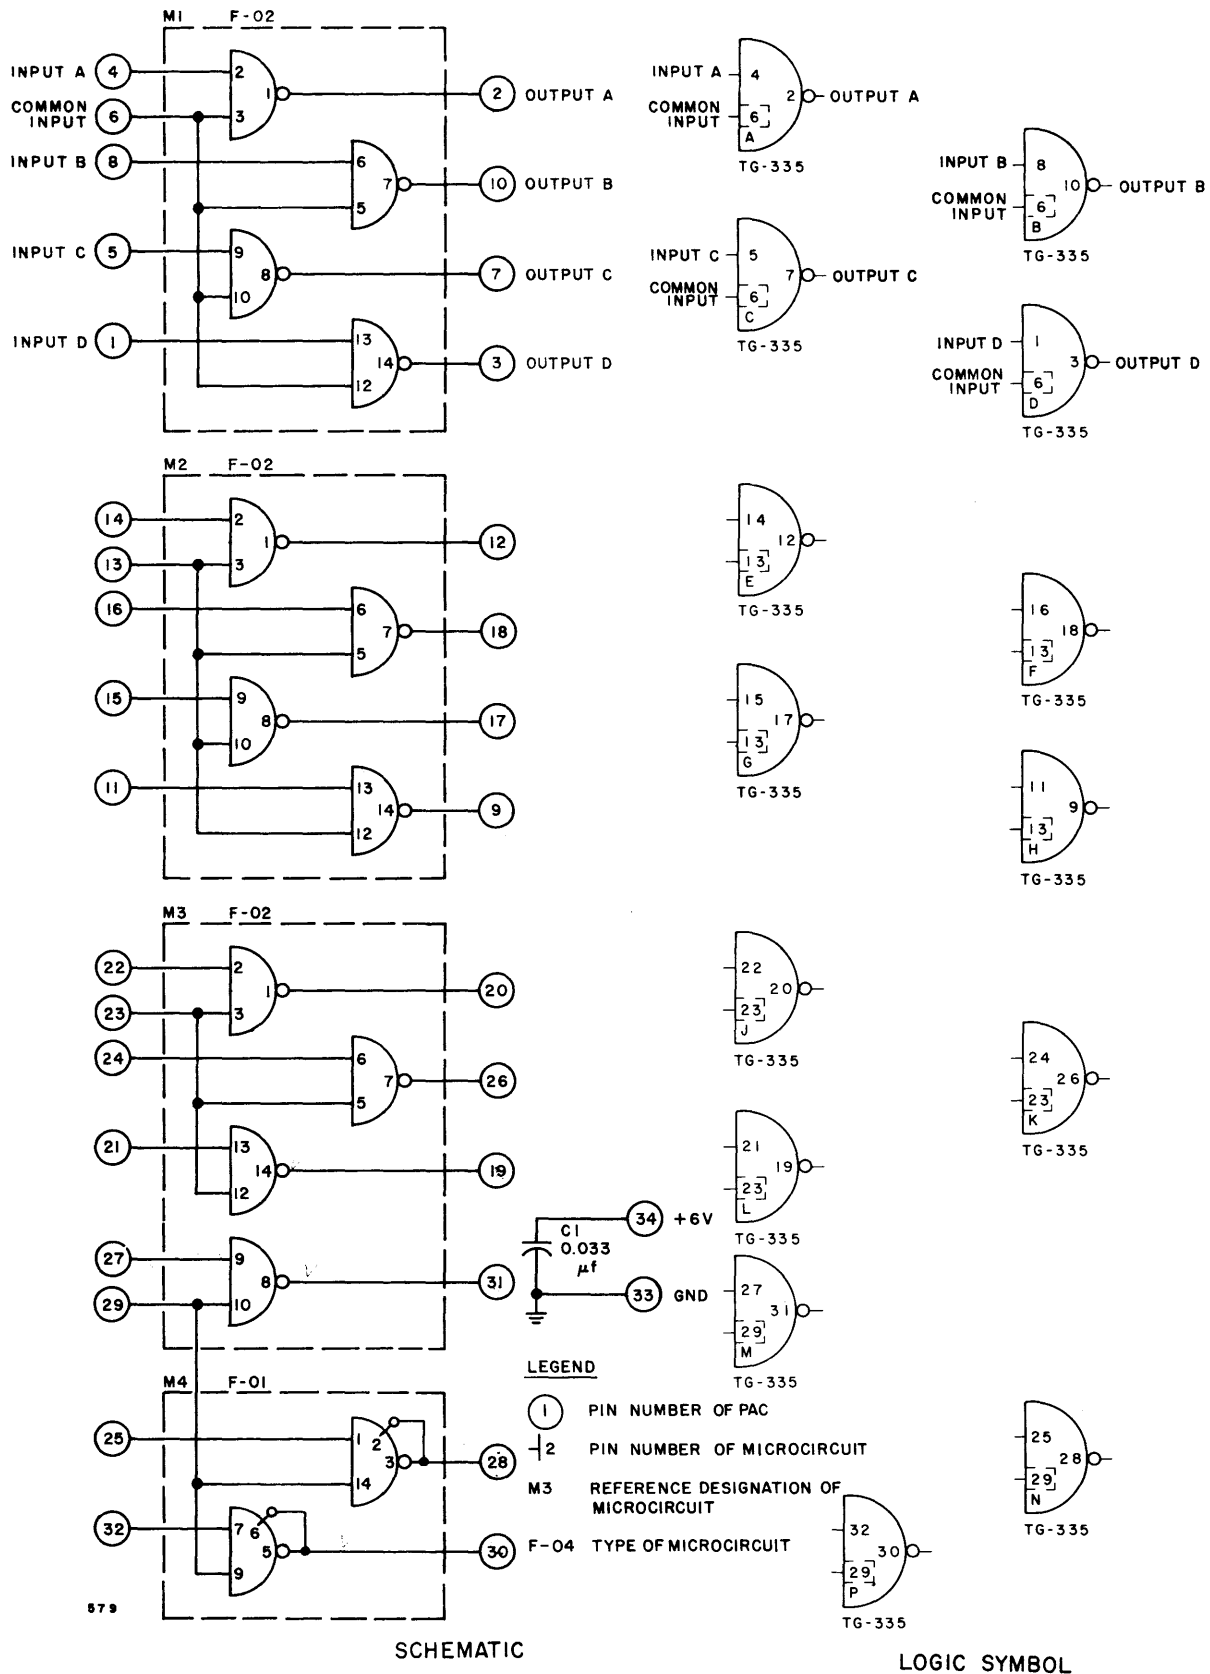 M1 F-02
INPUT A 4 2 1 2 OUTPUT A
COMMON INPUT 6 3
INPUT B 8 6 7 10 OUTPUT B
5
INPUT C 5 9 8 7 OUTPUT C
10
INPUT D 1 13 14 3 OUTPUT D
12
INPUT A 4 2 OUTPUT A
COMMON INPUT 6
A
TG-335
INPUT B 8 10 OUTPUT B
COMMON INPUT 6
B
TG-335
INPUT C 5 7 OUTPUT C
COMMON INPUT 6
C
TG-335
INPUT D 1 3 OUTPUT D
COMMON INPUT 6
D
TG-335
M2 F-02
14 2 1 12
13 3
16 6 7 18
5
15 9 8 17
10
11 13 14 9
12
14 12
13
E
TG-335
16 18
13
F
TG-335
15 17
13
G
TG-335
11 9
13
H
TG-335
M3 F-02
22 2 1 20
23 3
24 6 7 26
5
21 13 14 19
12
27 9 8 31
29 10
22 20
23
J
TG-335
24 26
23
K
TG-335
21 19
23
L
TG-335
C1
0.033
μf
34 +6V
33 GND
27 31
29
M
TG-335
M4 F-01
25 1 2 3 28
14
32 7 6 5 30
9
LEGEND
1 PIN NUMBER OF PAC
2 PIN NUMBER OF MICROCIRCUIT
M3 REFERENCE DESIGNATION OF
MICROCIRCUIT
F-04 TYPE OF MICROCIRCUIT
25 28
29
N
TG-335
32 30
29
P
TG-335
579
SCHEMATIC
LOGIC SYMBOL